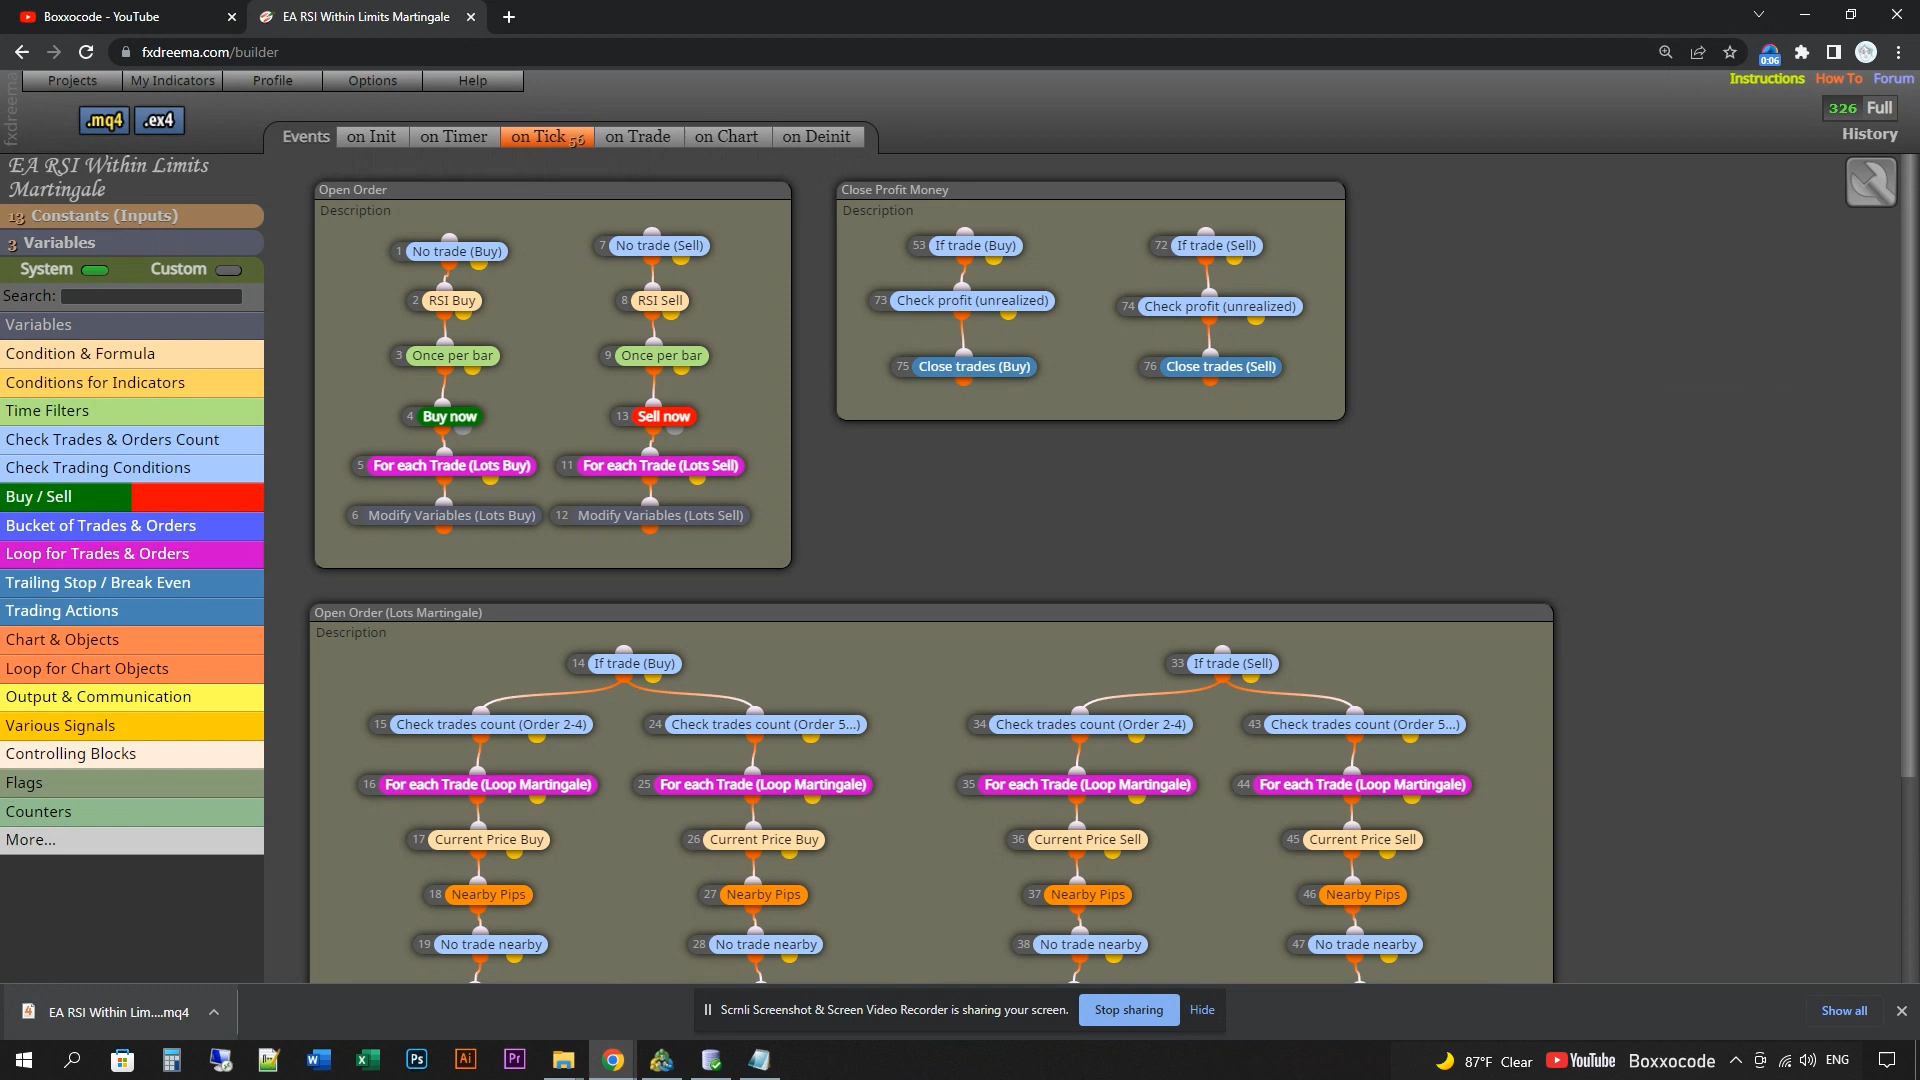 Boxxocode - YouTube
EA RSI Within Limits Martingale
fxdreema.com/builder
0:06
Projects
My Indicators
Profile
Options
Help
Instructions
How To
Forum
fxdreema
.mq4
.ex4
326 Full
History
Events
on Init
on Timer
on Tick 56
on Trade
on Chart
on Deinit
EA RSI Within Limits
Martingale
13 Constants (Inputs)
3 Variables
System
Custom
Search:
Variables
Condition & Formula
Conditions for Indicators
Time Filters
Check Trades & Orders Count
Check Trading Conditions
Buy / Sell
Bucket of Trades & Orders
Loop for Trades & Orders
Trailing Stop / Break Even
Trading Actions
Chart & Objects
Loop for Chart Objects
Output & Communication
Various Signals
Controlling Blocks
Flags
Counters
More...
Open Order
Description
1 No trade (Buy)
7 No trade (Sell)
2 RSI Buy
8 RSI Sell
3 Once per bar
9 Once per bar
4 Buy now
13 Sell now
5 For each Trade (Lots Buy)
11 For each Trade (Lots Sell)
6 Modify Variables (Lots Buy)
12 Modify Variables (Lots Sell)
Close Profit Money
Description
53 If trade (Buy)
72 If trade (Sell)
73 Check profit (unrealized)
74 Check profit (unrealized)
75 Close trades (Buy)
76 Close trades (Sell)
Open Order (Lots Martingale)
Description
14 If trade (Buy)
33 If trade (Sell)
15 Check trades count (Order 2-4)
24 Check trades count (Order 5...)
34 Check trades count (Order 2-4)
43 Check trades count (Order 5...)
16 For each Trade (Loop Martingale)
25 For each Trade (Loop Martingale)
35 For each Trade (Loop Martingale)
44 For each Trade (Loop Martingale)
17 Current Price Buy
26 Current Price Buy
36 Current Price Sell
45 Current Price Sell
18 Nearby Pips
27 Nearby Pips
37 Nearby Pips
46 Nearby Pips
19 No trade nearby
28 No trade nearby
38 No trade nearby
47 No trade nearby
EA RSI Within Lim....mq4
Scrnli Screenshot & Screen Video Recorder is sharing your screen.
Stop sharing
Hide
Show all
Ps
Ai
Pr
87°F Clear
YouTube
Boxxocode
ENG